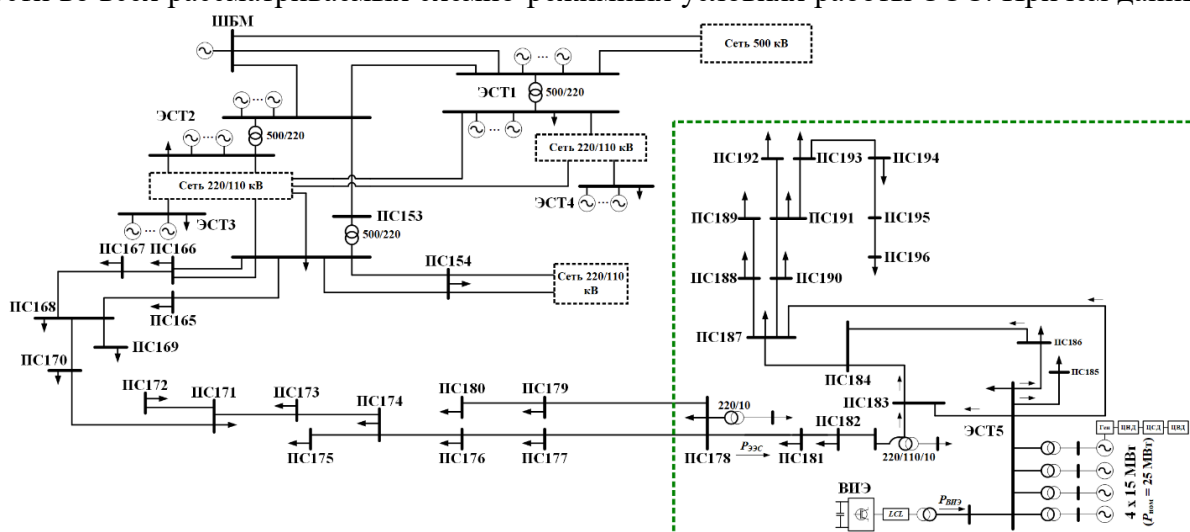 ШБМ
Сеть 500 кВ
ЭСТ1
500/220
ЭСТ2
500/220
Сеть 220/110 кВ
Сеть 220/110 кВ
ЭСТ3
ЭСТ4
ПС153
500/220
ПС154
Сеть 220/110
кВ
ПС167
ПС166
ПС165
ПС168
ПС169
ПС170
ПС172
ПС171
ПС173
ПС174
ПС175
ПС180
ПС179
ПС176
ПС177
220/10
ПС178
PЭЭС
ПС181
ПС182
220/110/10
ПС183
ПС184
ПС192
ПС193
ПС194
ПС189
ПС191
ПС195
ПС196
ПС188
ПС190
ПС187
ПС186
ПС185
ЭСТ5
Ген
ЦНД
ЦСД
ЦВД
4 x 15 МВт
(Pном = 25 МВт)
ВПЭ
LCL
PВПЭ